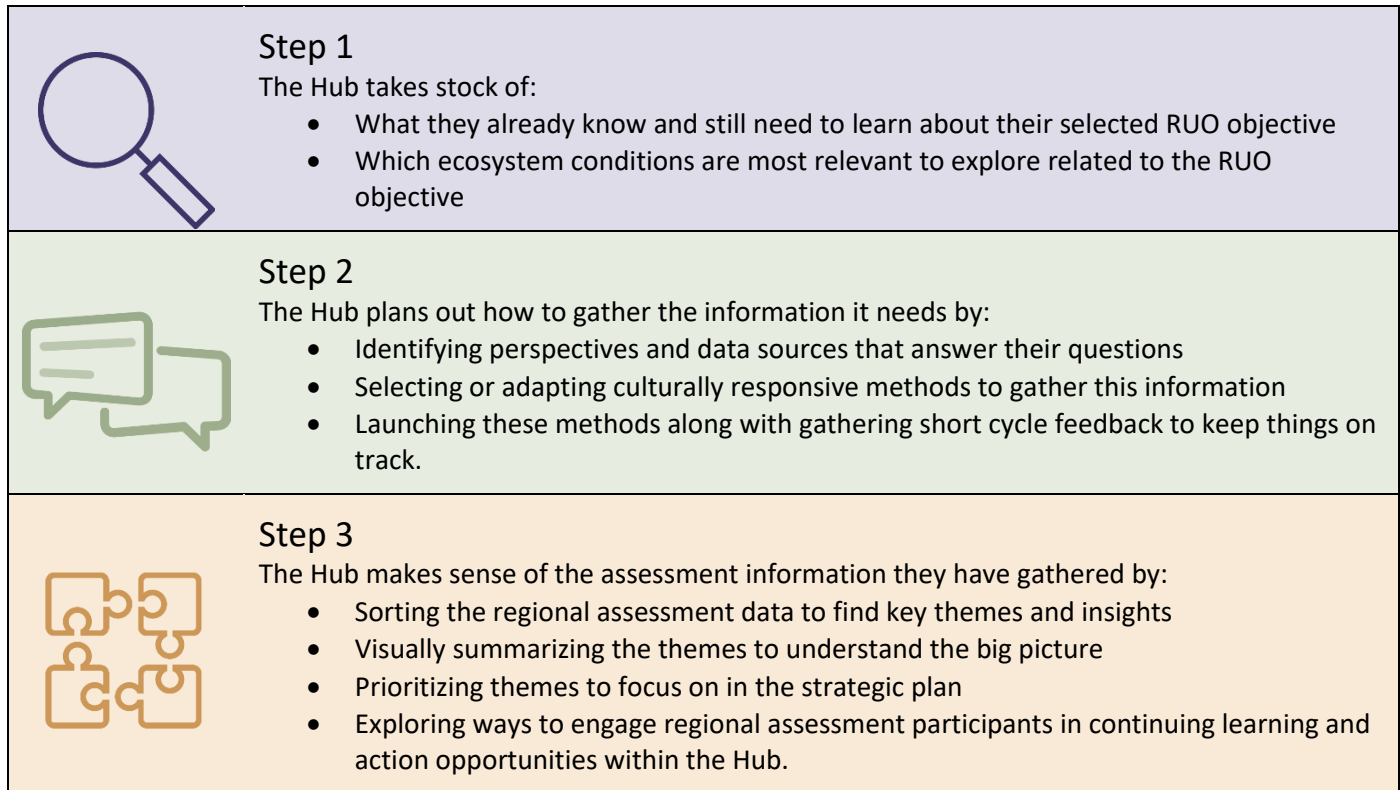 Step 1
The Hub takes stock of:
• What they already know and still need to learn about their selected RUO objective
• Which ecosystem conditions are most relevant to explore related to the RUO
objective
Step 2
The Hub plans out how to gather the information it needs by:
• Identifying perspectives and data sources that answer their questions
• Selecting or adapting culturally responsive methods to gather this information
• Launching these methods along with gathering short cycle feedback to keep things on
track.
Step 3
The Hub makes sense of the assessment information they have gathered by:
• Sorting the regional assessment data to find key themes and insights
• Visually summarizing the themes to understand the big picture
• Prioritizing themes to focus on in the strategic plan
• Exploring ways to engage regional assessment participants in continuing learning and
action opportunities within the Hub.